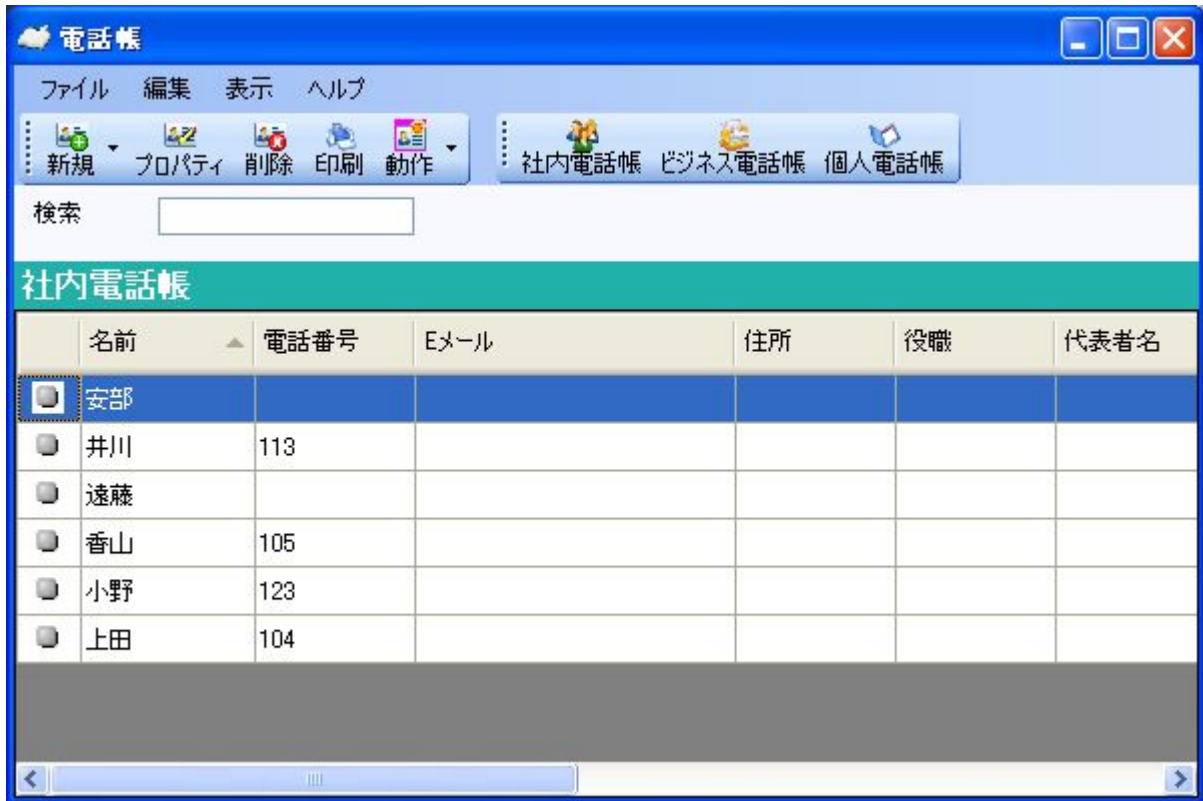 電話帳
ファイル 編集 表示 ヘルプ
新規 プロパティ 削除 印刷 動作 社内電話帳 ビジネス電話帳 個人電話帳
検索
社内電話帳
名前 電話番号 Eメール 住所 役職 代表者名
安部
井川 113
遠藤
香山 105
小野 123
上田 104